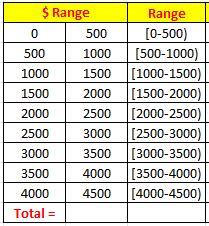 $ Range Range
0 500 [0-500)
500 1000 [500-1000)
1000 1500 [1000-1500)
1500 2000 [1500-2000)
2000 2500 [2000-2500)
2500 3000 [2500-3000)
3000 3500 [3000-3500)
3500 4000 [3500-4000)
4000 4500 [4000-4500)
Total =